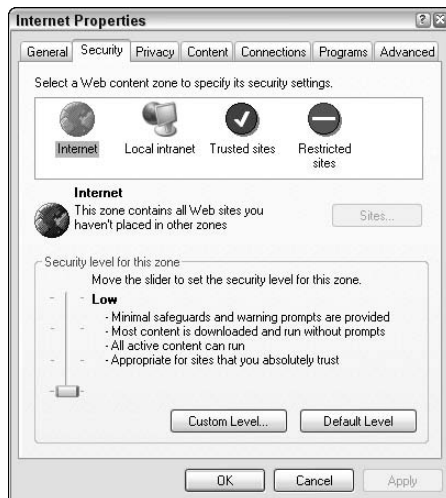 Internet Properties
General Security Privacy Content Connections Programs Advanced
Select a Web content zone to specify its security settings.
Internet Local intranet Trusted sites Restricted
sites
Internet
This zone contains all Web sites you
haven't placed in other zones
Sites...
Security level for this zone
Move the slider to set the security level for this zone.
Low
- Minimal safeguards and warning prompts are provided
- Most content is downloaded and run without prompts
- All active content can run
- Appropriate for sites that you absolutely trust
Custom Level... Default Level
OK Cancel Apply